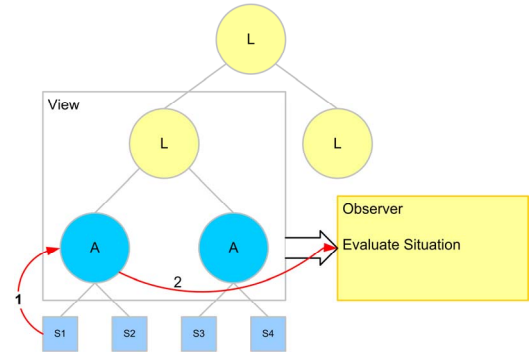 L
View
L
L
Observer
A
A
Evaluate Situation
2
1
S1
S2
S3
S4